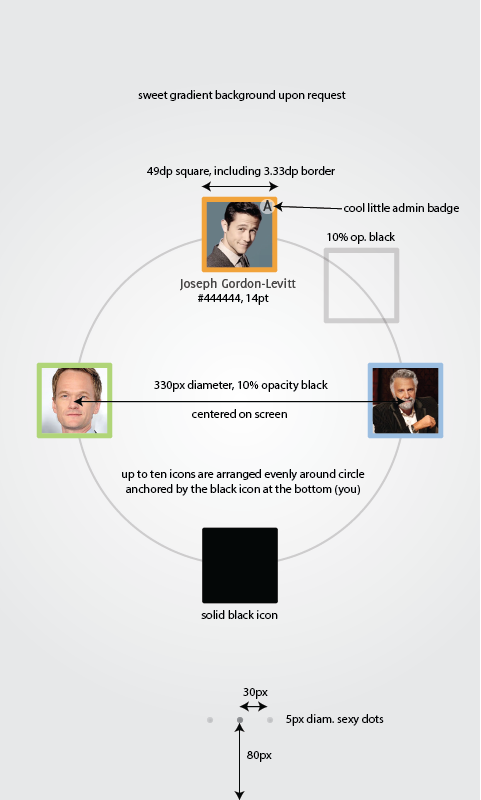 sweet gradient background upon request
49dp square, including 3.33dp border
A
cool little admin badge
10% op. black
Joseph Gordon-Levitt
#444444, 14pt
330px diameter, 10% opacity black
centered on screen
up to ten icons are arranged evenly around circle
anchored by the black icon at the bottom (you)
solid black icon
30px
5px diam. sexy dots
80px